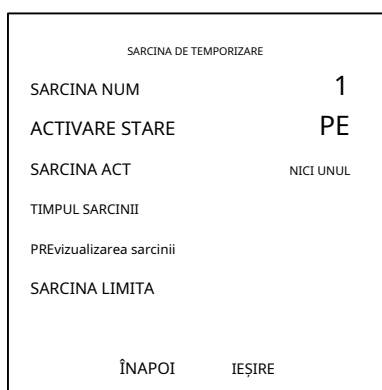 SARCINA DE TEMPORIZARE
SARCINA NUM 1
ACTIVARE STARE PE
SARCINA ACT NICI UNUL
TIMPUL SARCINII
PREvizualizarea sarcinii
SARCINA LIMITA
ÎNAPOI IEȘIRE